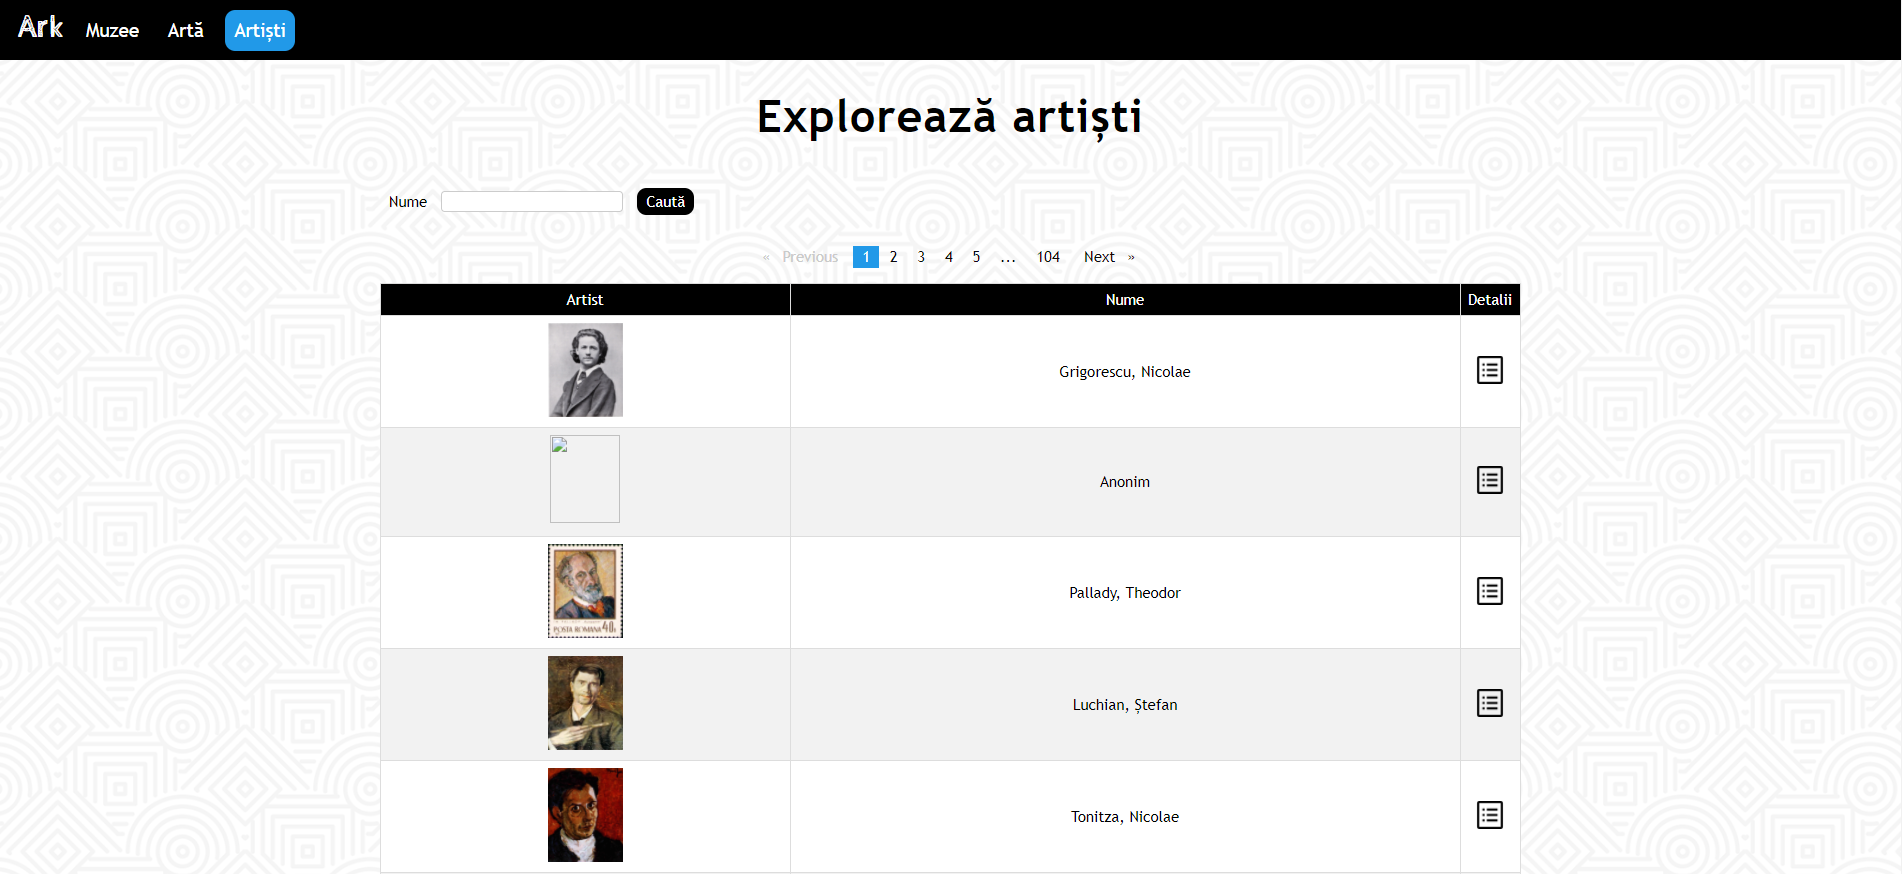 Ark Muzee Artă Artiști
Explorează artiști
Nume Caută
« Previous 1 2 3 4 5 ... 104 Next »
Artist Nume Detalii
Grigorescu, Nicolae
Anonim
Pallady, Theodor
POSTA ROMANA 40
Luchian, Ștefan
Tonitza, Nicolae